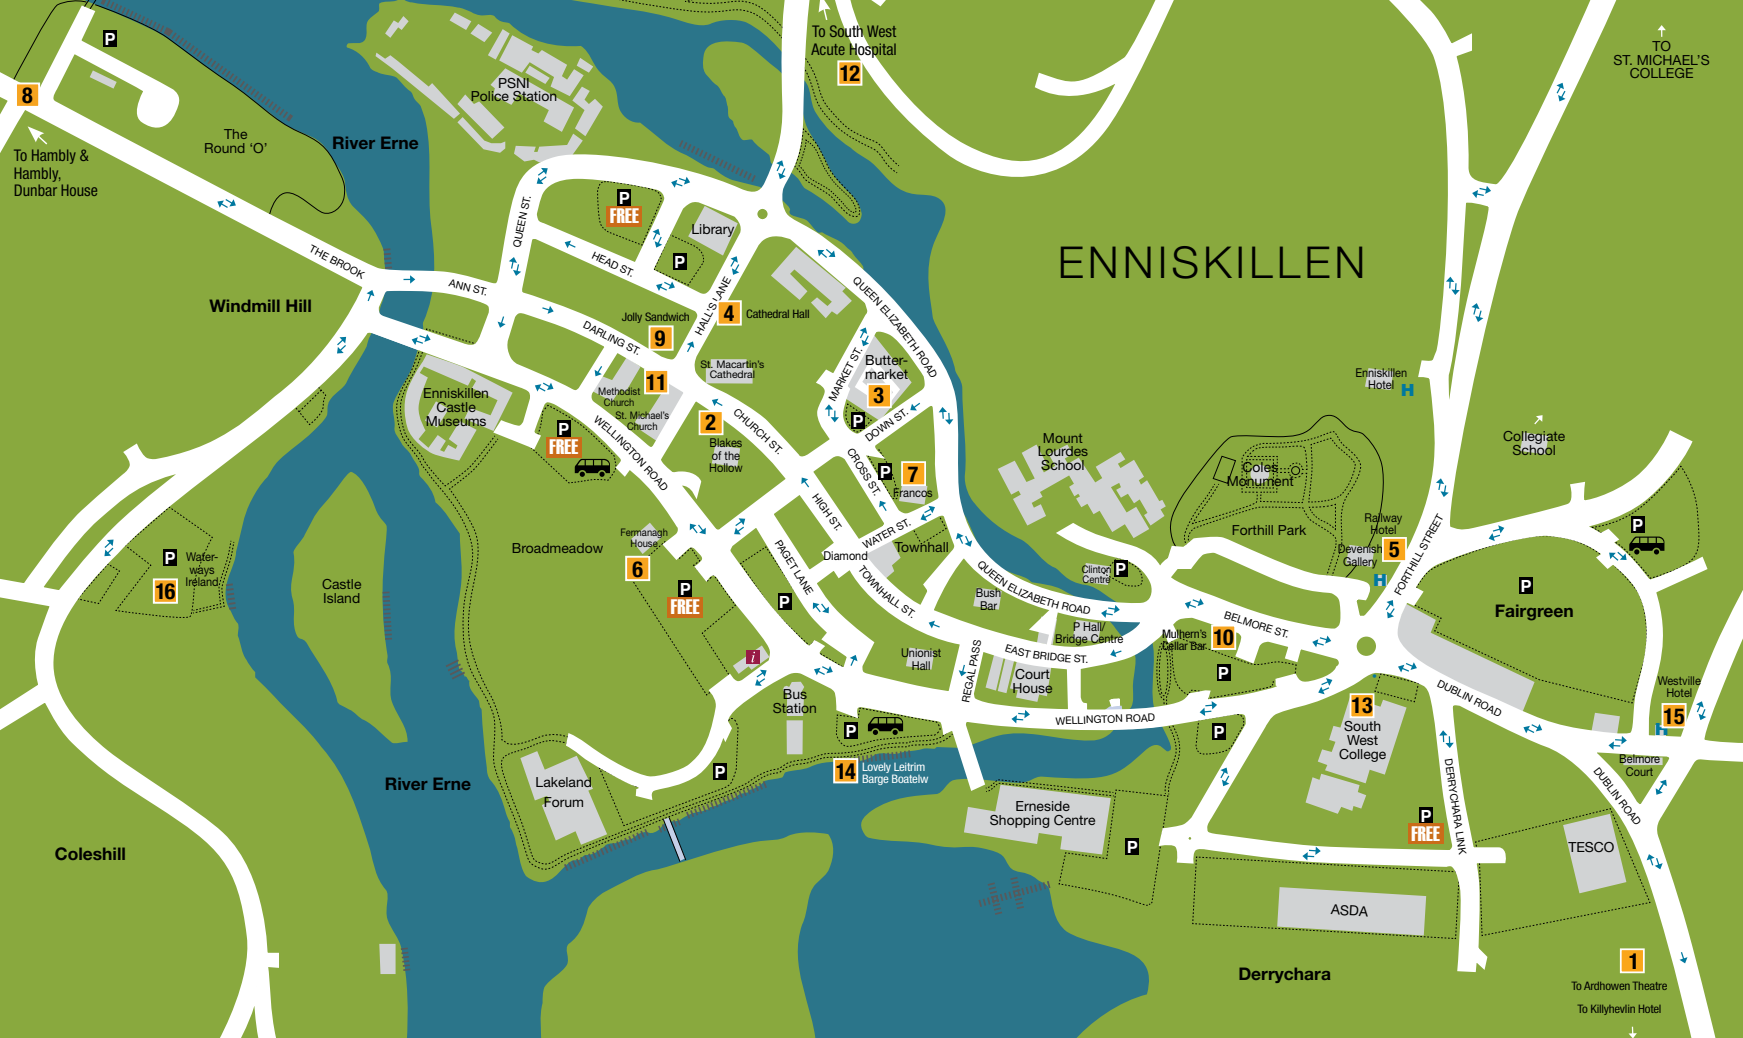 P
8
To Hambly &
Hambly,
Dunbar House
The
Round 'O'
River Erne
PSNI
Police Station
To South West
Acute Hospital
12
TO
ST. MICHAEL'S
COLLEGE
ENNISKILLEN
THE BROOK
Windmill Hill
ANN ST.
QUEEN ST.
P
FREE
HEAD ST.
P
Library
HALL'S LANE
4
Cathedral Hall
Jolly Sandwich
9
DARLING ST.
QUEEN ELIZABETH ROAD
11
Methodist
Church
St. Michael's
Church
St. Macartin's
Cathedral
2
Blakes
of the
Hollow
CHURCH ST.
MARKET ST.
Butter-
market
3
P
DOWN ST.
CROSS ST.
P
7
Francos
Enniskillen
Castle
Museums
P
FREE
WELLINGTON ROAD
HIGH ST.
WATER ST.
Diamond
Townhall
TOWNHALL ST.
PAGET LANE
P
Broadmeadow
Fermanagh
House
6
P
FREE
i
P
Water-
ways
Ireland
16
Castle
Island
River Erne
Coleshill
Lakeland
Forum
P
Bus
Station
P
14
Lovely Leitrim
Barge Boatelw
Unionist
Hall
REGAL PASS
Bush
Bar
QUEEN ELIZABETH ROAD
P Hall/
Bridge Centre
EAST BRIDGE ST.
Court
House
WELLINGTON ROAD
Mount
Lourdes
School
Clinton
Centre
P
Coles
Monument
Forthill Park
Enniskillen
Hotel
H
Railway
Hotel
5
Devenish
Gallery
H
FORTHILL STREET
Collegiate
School
P
P
Fairgreen
Mulhern's
Cellar Bar
10
BELMORE ST.
P
P
13
South
West
College
DUBLIN ROAD
Westville
Hotel
15
H
Belmore
Court
DUBLIN ROAD
DERRYCHARA LINK
P
FREE
Erneside
Shopping Centre
P
ASDA
TESCO
Derrychara
1
To Ardhowen Theatre
To Killyhevlin Hotel